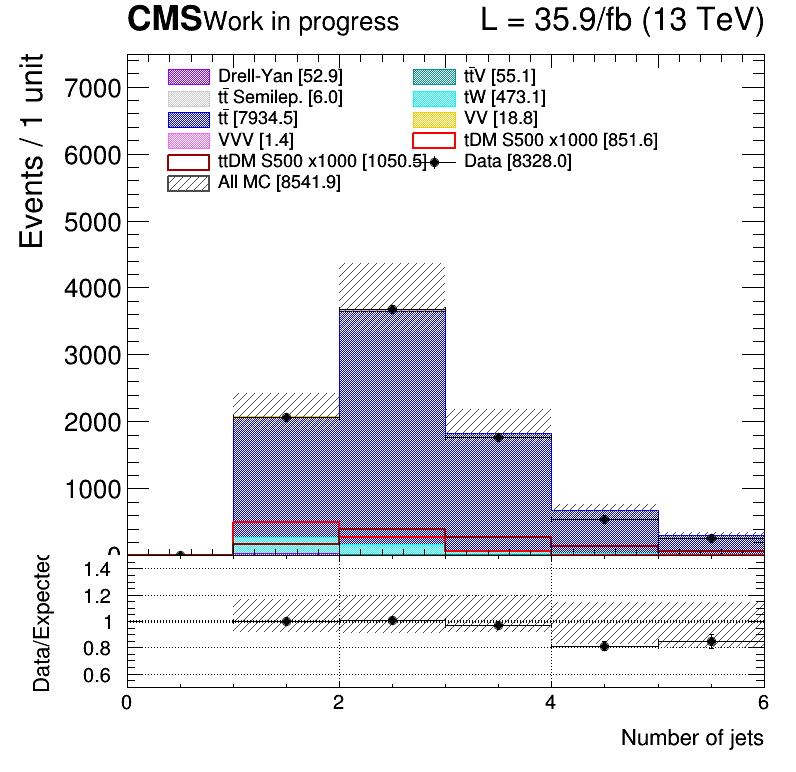 CMS Work in progress L = 35.9/fb (13 TeV)
Events / 1 unit
Drell-Yan [52.9] tt̄V [55.1]
tt̄ Semilep. [6.0] tW [473.1]
tt̄ [7934.5] VV [18.8]
VVV [1.4] tDM S500 x1000 [851.6]
ttDM S500 x1000 [1050.5] Data [8328.0]
All MC [8541.9]
7000
6000
5000
4000
3000
2000
1000
0
Data/Expected
1.4
1.2
1
0.8
0.6
0 2 4 6
Number of jets